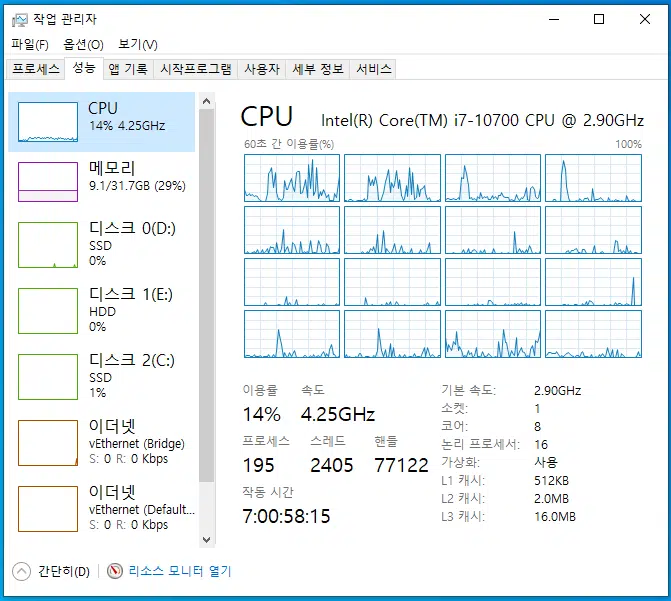 작업 관리자
파일(F) 옵션(O) 보기(V)
프로세스 성능 앱 기록 시작프로그램 사용자 세부 정보 서비스
CPU
14% 4.25GHz
메모리
9.1/31.7GB (29%)
디스크 0(D:)
SSD
0%
디스크 1(E:)
HDD
0%
디스크 2(C:)
SSD
1%
이더넷
vEthernet (Bridge)
S: 0 R: 0 Kbps
이더넷
vEthernet (Default...
S: 0 R: 0 Kbps
CPU Intel(R) Core(TM) i7-10700 CPU @ 2.90GHz
60초 간 이용률(%) 100%
이용률 속도
14% 4.25GHz
프로세스 스레드 핸들
195 2405 77122
작동 시간
7:00:58:15
기본 속도: 2.90GHz
소켓: 1
코어: 8
논리 프로세서: 16
가상화: 사용
L1 캐시: 512KB
L2 캐시: 2.0MB
L3 캐시: 16.0MB
간단히(D) 리소스 모니터 열기